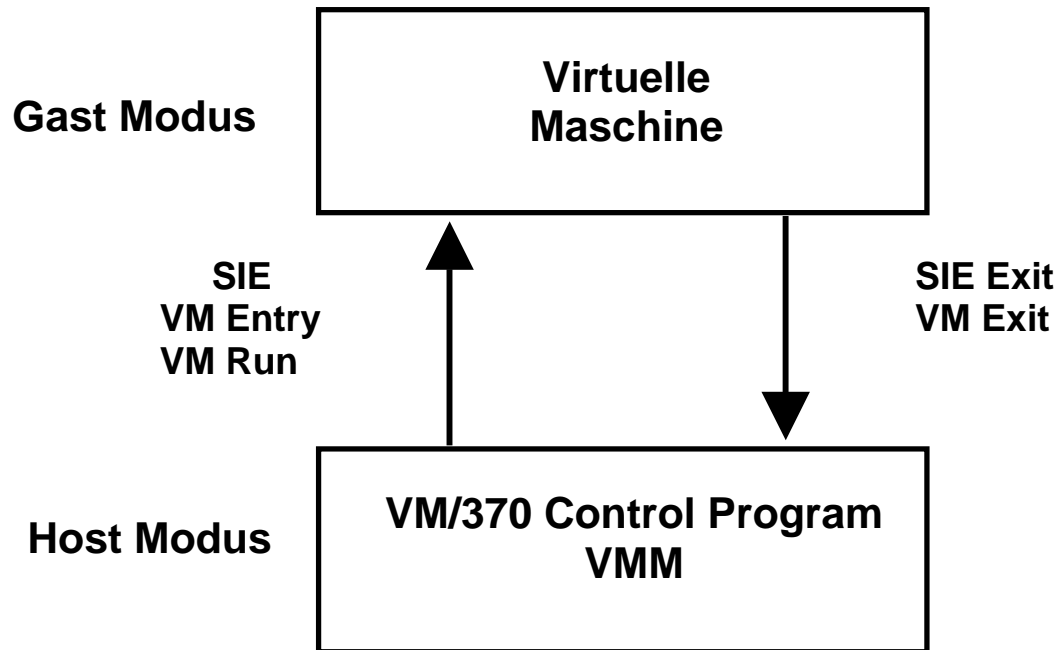 Virtuelle
Maschine
Gast Modus
SIE
VM Entry
VM Run
SIE Exit
VM Exit
VM/370 Control Program
VMM
Host Modus